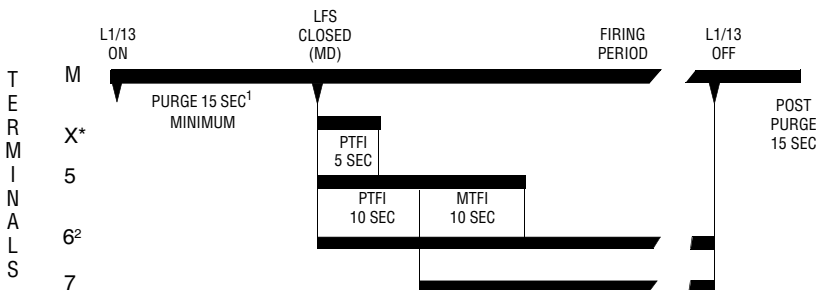 L1/13
ON
LFS
CLOSED
(MD)
FIRING
PERIOD
L1/13
OFF
TERMINALS
M
PURGE 15 SEC¹
MINIMUM
POST
PURGE
15 SEC
X*
PTFI
5 SEC
5
PTFI
10 SEC
MTFI
10 SEC
6²
7